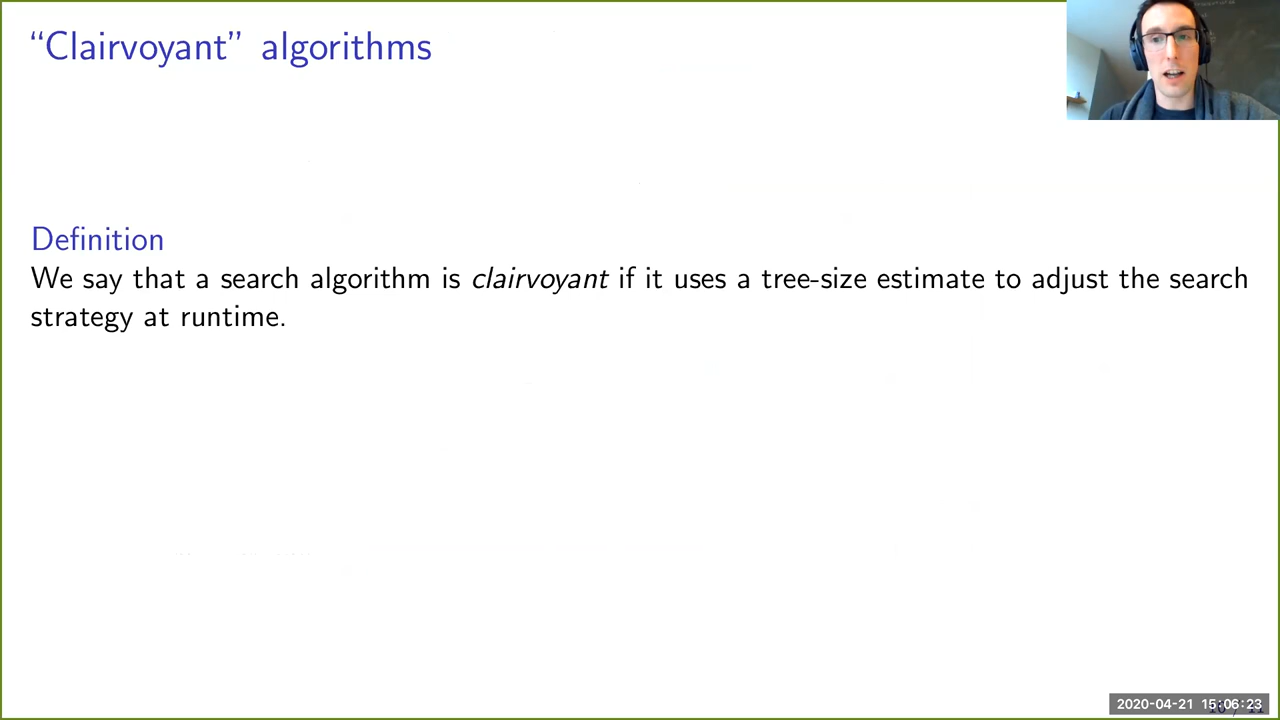 “Clairvoyant” algorithms
Definition
We say that a search algorithm is clairvoyant if it uses a tree-size estimate to adjust the search
strategy at runtime.
2020-04-21 15:06:23